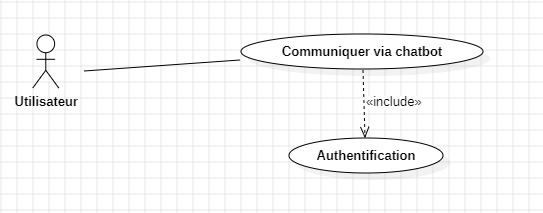 Communiquer via chatbot
Utilisateur
«include»
Authentification